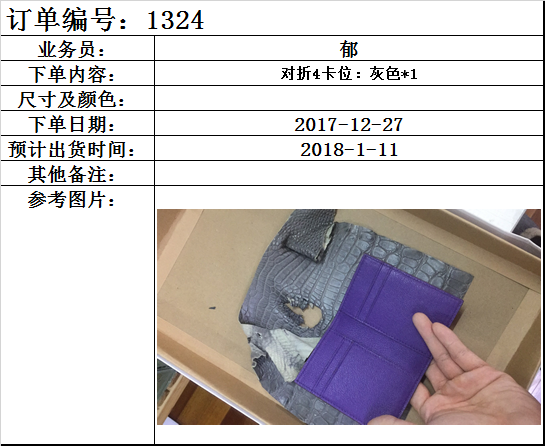 订单编号：1324
业务员：郁
下单内容：对折4卡位：灰色*1
尺寸及颜色：
下单日期：2017-12-27
预计出货时间：2018-1-11
其他备注：
参考图片：